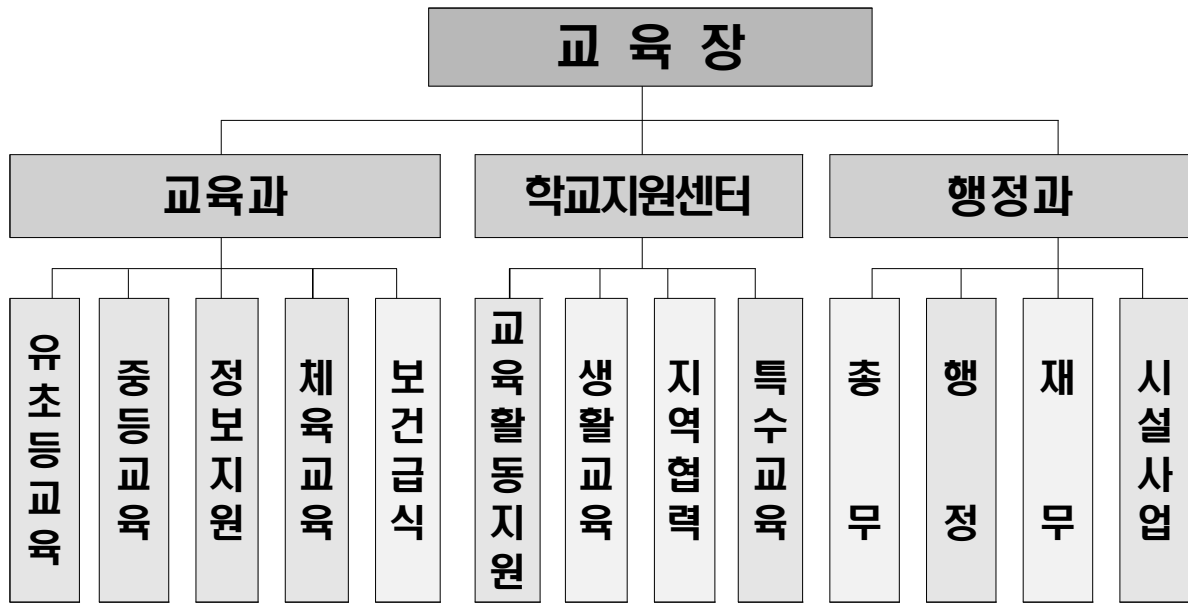 교 육 장
교육과
학교지원센터
행정과
유초등교육
중등교육
정보지원
체육교육
보건급식
교육활동지원
생활교육
지역협력
특수교육
총무
행정
재무
시설사업